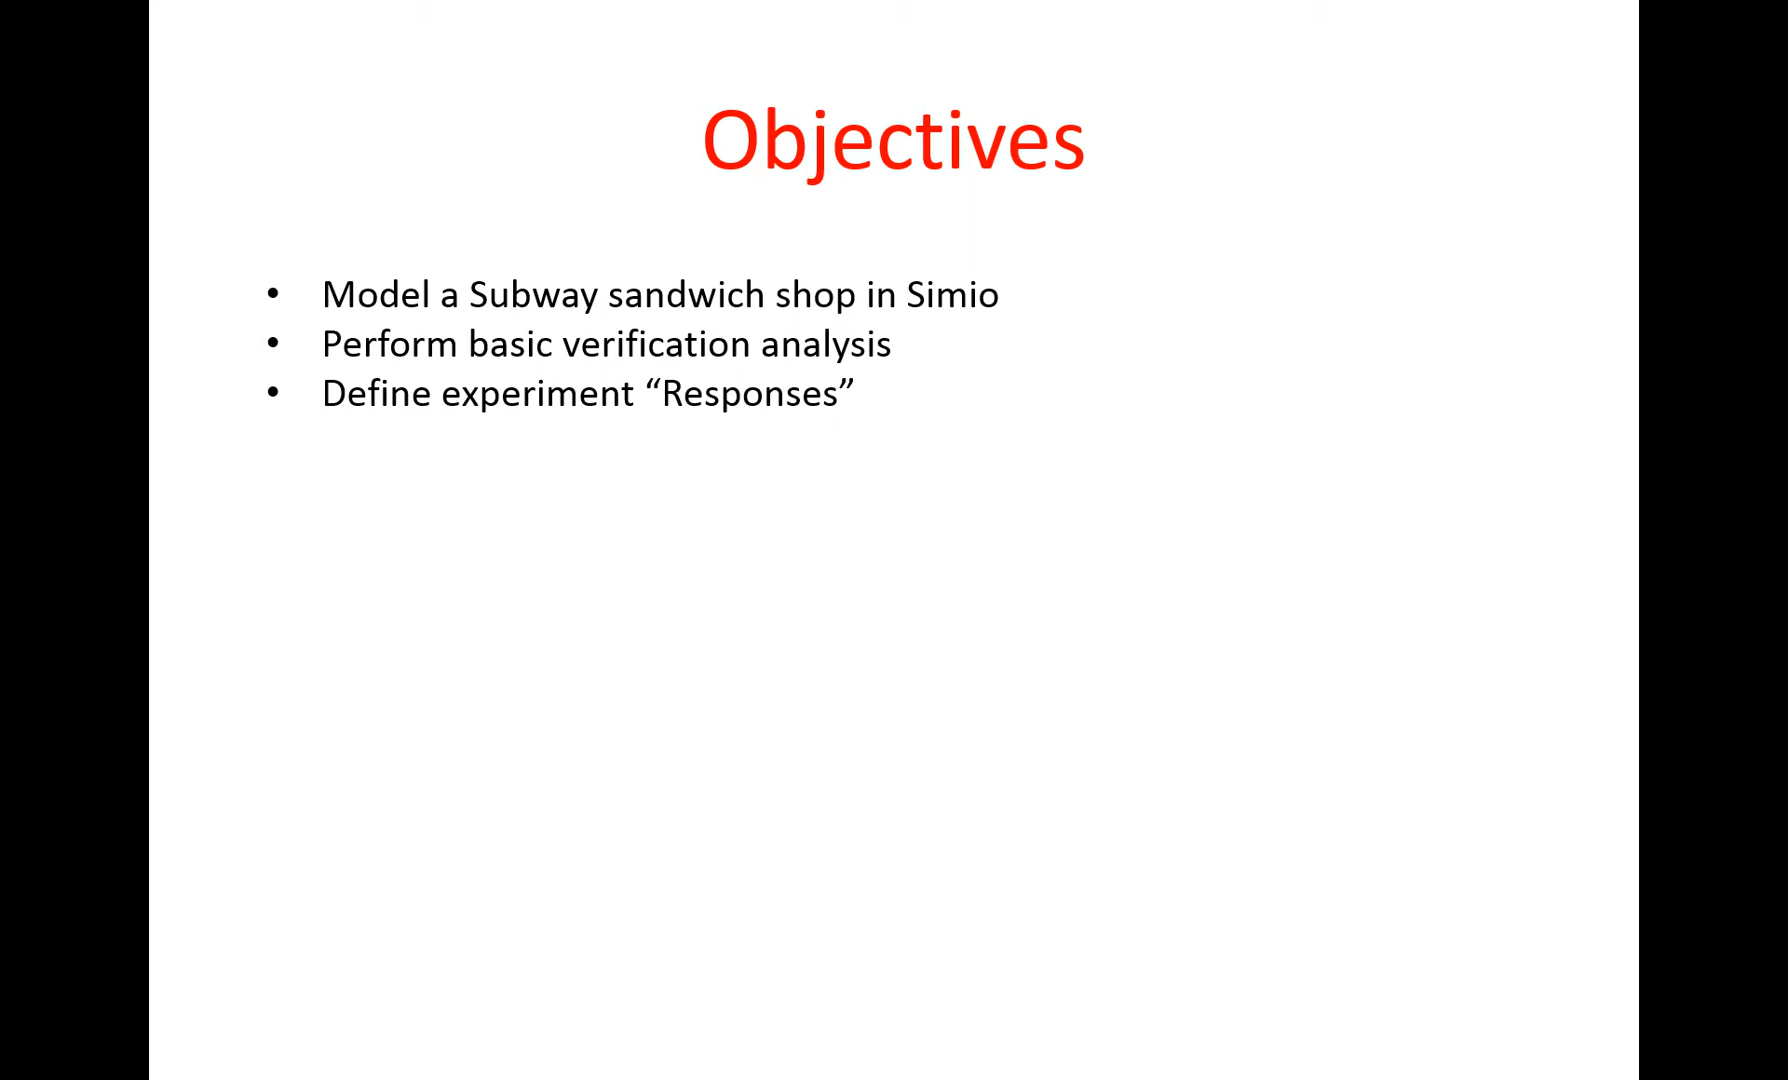 Objectives
• Model a Subway sandwich shop in Simio
• Perform basic verification analysis
• Define experiment “Responses”